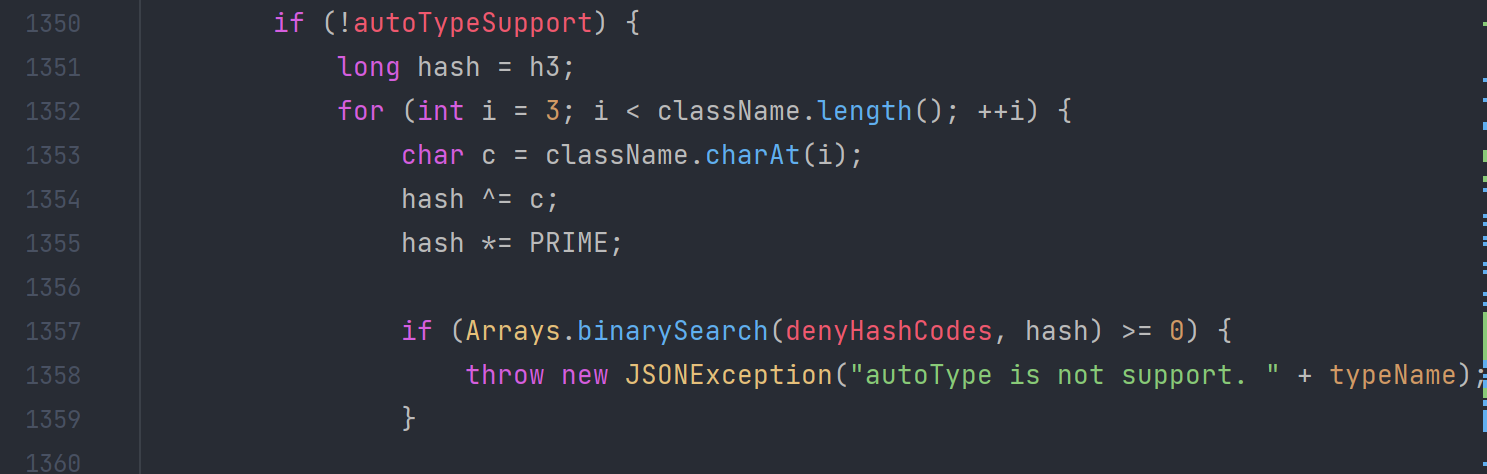 1350 if (!autoTypeSupport) {
1351 long hash = h3;
1352 for (int i = 3; i < className.length(); ++i) {
1353 char c = className.charAt(i);
1354 hash ^= c;
1355 hash *= PRIME;
1356
1357 if (Arrays.binarySearch(denyHashCodes, hash) >= 0) {
1358 throw new JSONException("autoType is not support. " + typeName);
1359 }
1360